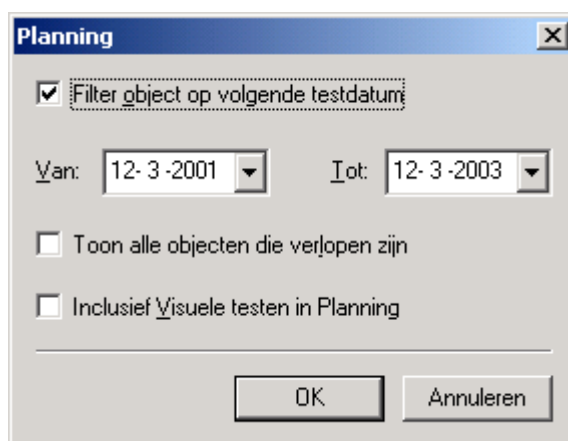 Planning
Filter object op volgende testdatum
Van: 12- 3 -2001 Tot: 12- 3 -2003
Toon alle objecten die verlopen zijn
Inclusief Visuele testen in Planning
OK Annuleren